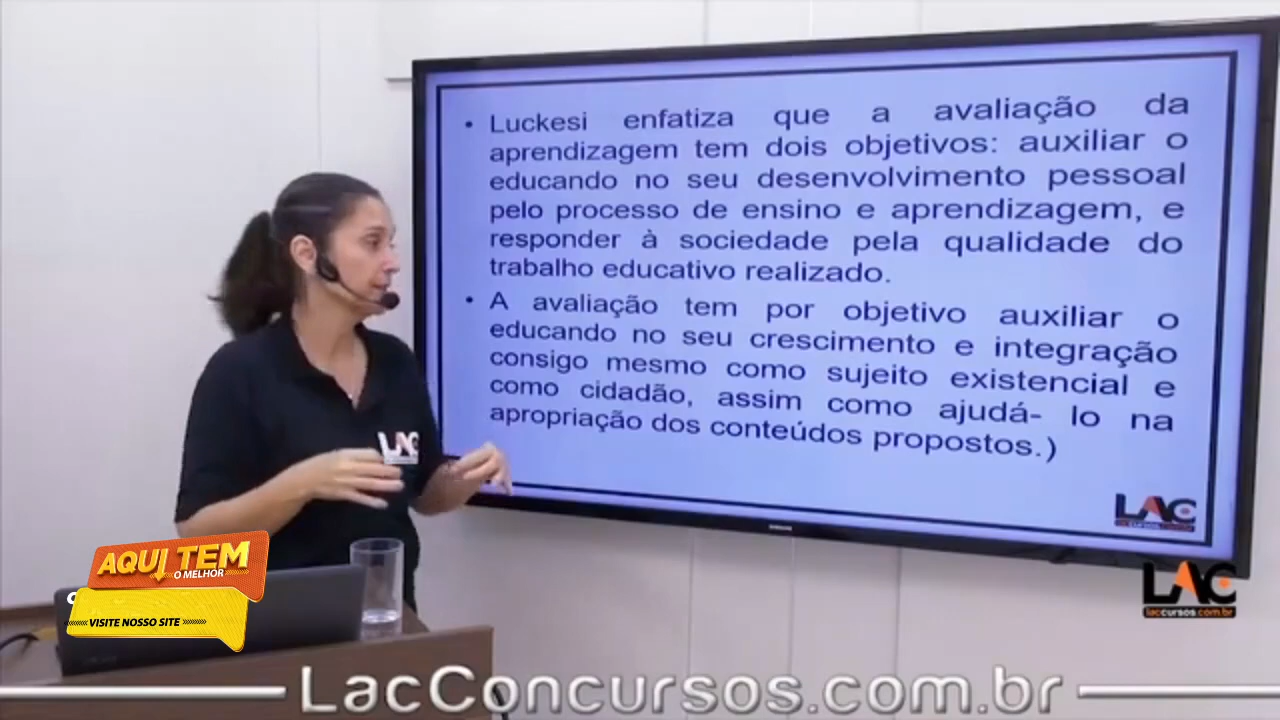 • Luckesi enfatiza que a avaliação da
aprendizagem tem dois objetivos: auxiliar o
educando no seu desenvolvimento pessoal
pelo processo de ensino e aprendizagem, e
responder à sociedade pela qualidade do
trabalho educativo realizado.
• A avaliação tem por objetivo auxiliar o
educando no seu crescimento e integração
consigo mesmo como sujeito existencial e
como cidadão, assim como ajudá- lo na
apropriação dos conteúdos propostos.)
LAC
LAC
LAC
laccursos.com.br
AQUI TEM
O MELHOR
VISITE NOSSO SITE
LacConcursos.com.br